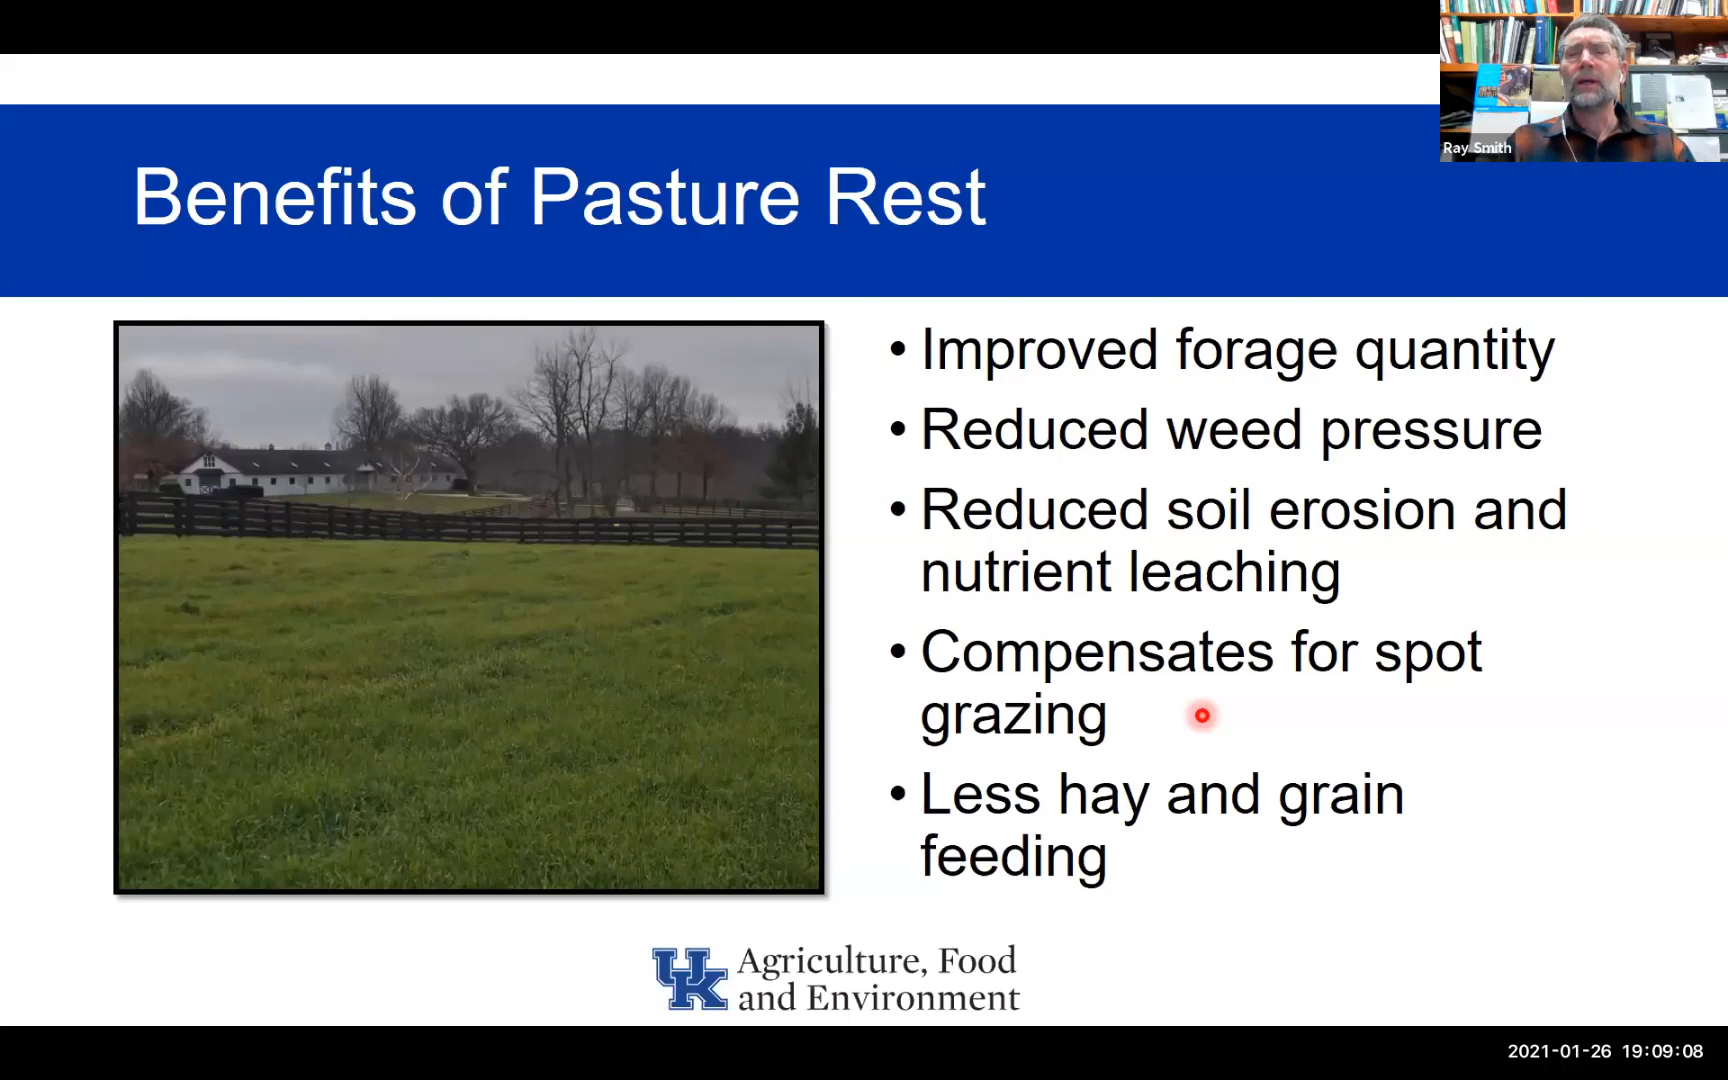 Ray Smith
Benefits of Pasture Rest
• Improved forage quantity
• Reduced weed pressure
• Reduced soil erosion and
nutrient leaching
• Compensates for spot
grazing
• Less hay and grain
feeding
UK Agriculture, Food
and Environment
2021-01-26 19:09:08